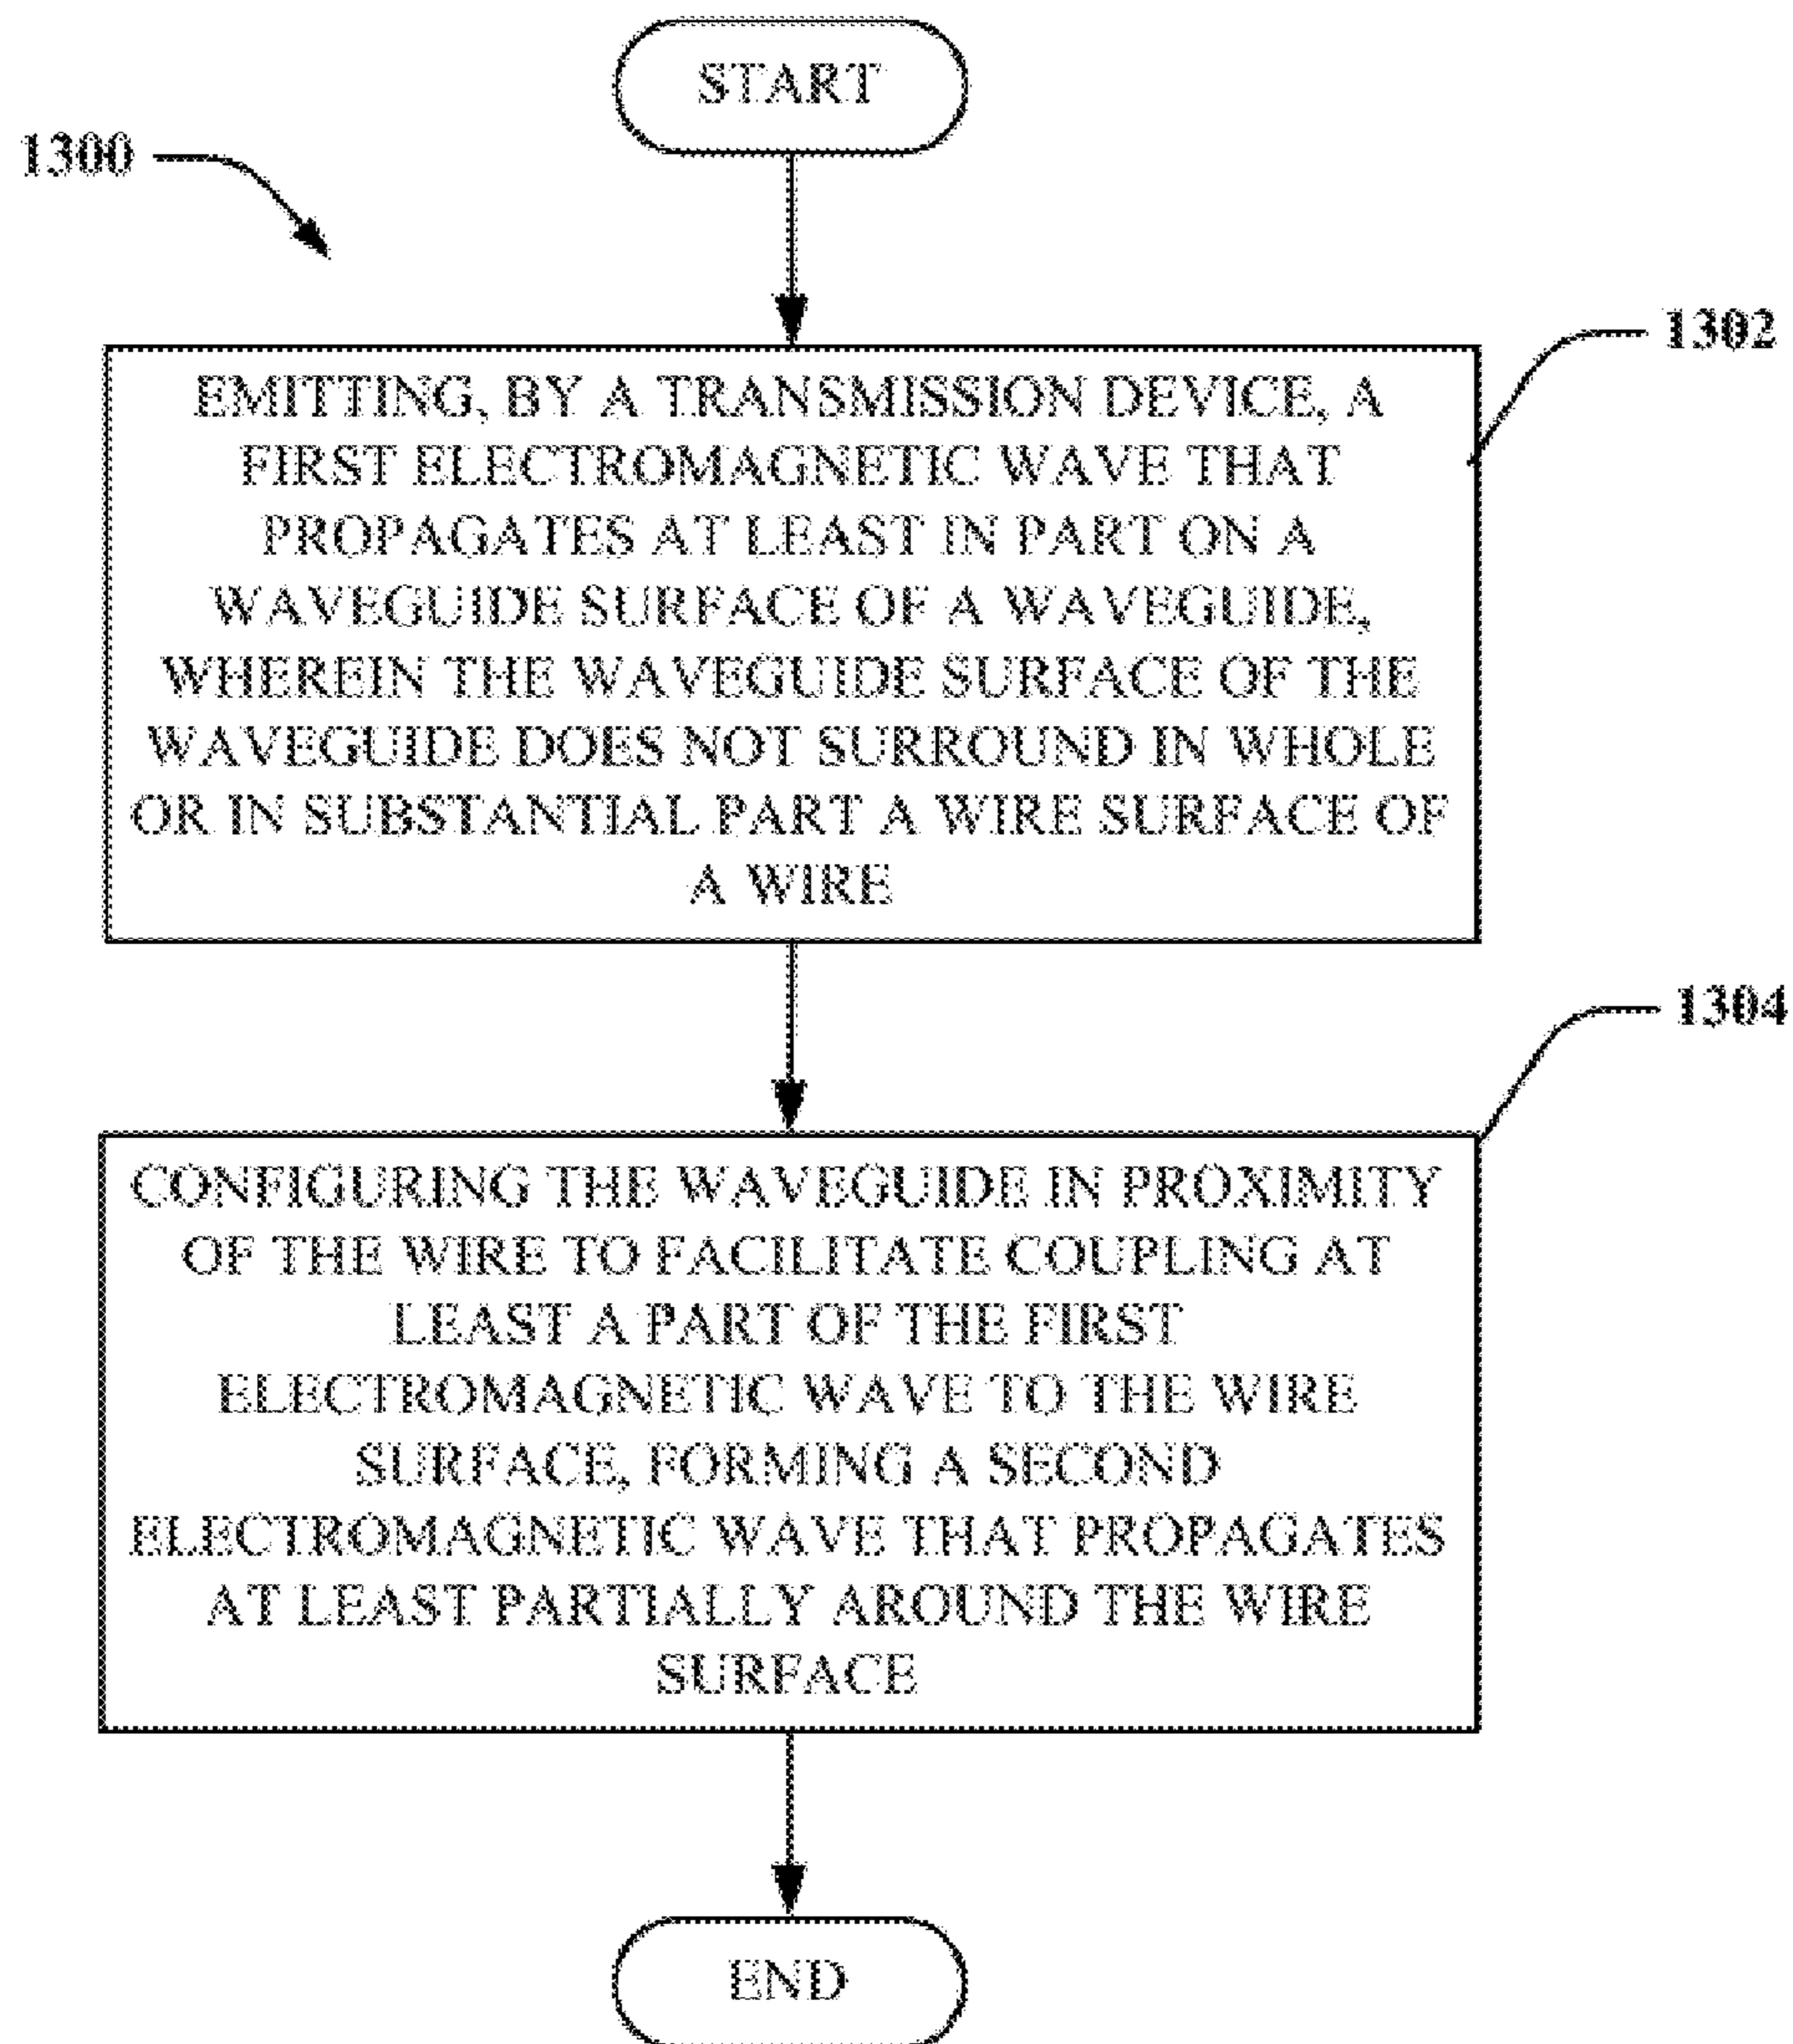 START
1300
1302
EMITTING, BY A TRANSMISSION DEVICE, A
FIRST ELECTROMAGNETIC WAVE THAT
PROPAGATES AT LEAST IN PART ON A
WAVEGUIDE SURFACE OF A WAVEGUIDE,
WHEREIN THE WAVEGUIDE SURFACE OF THE
WAVEGUIDE DOES NOT SURROUND IN WHOLE
OR IN SUBSTANTIAL PART A WIRE SURFACE OF
A WIRE
1304
CONFIGURING THE WAVEGUIDE IN PROXIMITY
OF THE WIRE TO FACILITATE COUPLING AT
LEAST A PART OF THE FIRST
ELECTROMAGNETIC WAVE TO THE WIRE
SURFACE, FORMING A SECOND
ELECTROMAGNETIC WAVE THAT PROPAGATES
AT LEAST PARTIALLY AROUND THE WIRE
SURFACE
END